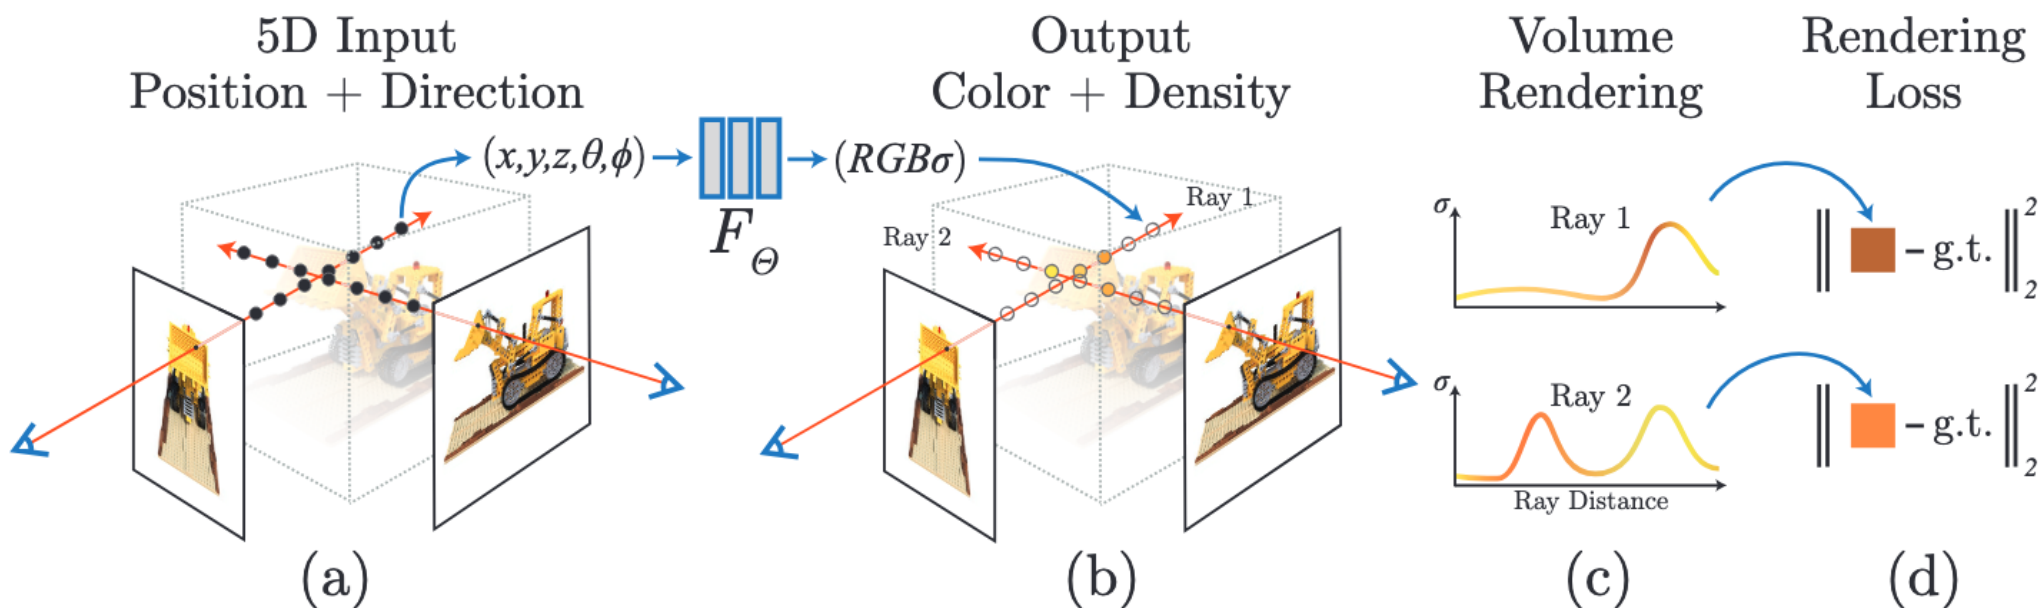 5D Input
Position + Direction
Output
Color + Density
Volume
Rendering
Rendering
Loss
(x,y,z,θ,ϕ)
F_Θ
(RGBσ)
Ray 1
Ray 2
σ
Ray 1
σ
Ray 2
Ray Distance
‖ – g.t. ‖²₂
‖ – g.t. ‖²₂
(a)
(b)
(c)
(d)